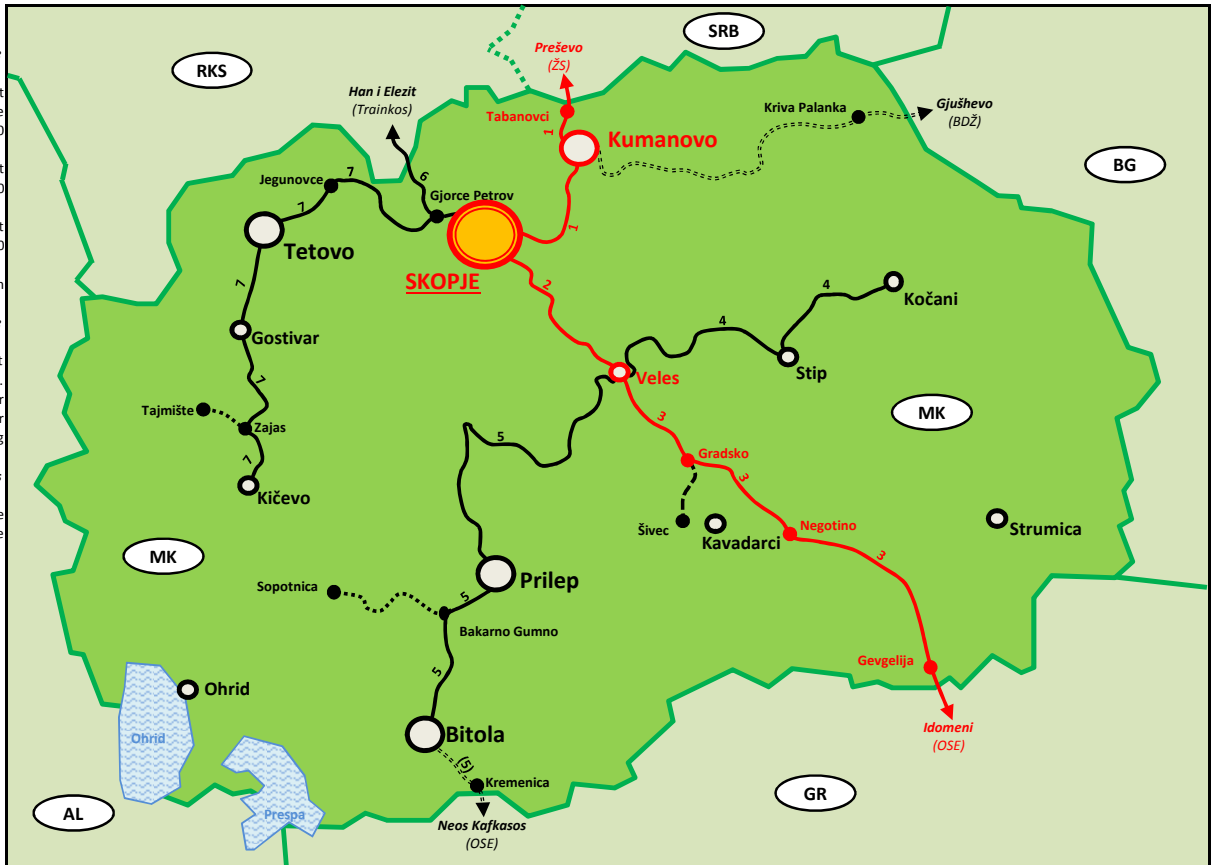 SRB
RKS
Preševo
(ŽS)
Han i Elezit
(Trainkos)
Gjuševo
(BDŽ)
Kriva Palanka
Tabanovci
1
Kumanovo
BG
Jegunovce
7
6
Gjorce Petrov
7
1
Tetovo
SKOPJE
2
7
4
Kočani
4
Gostivar
Stip
Veles
7
Tajmište
Zajas
3
MK
5
7
Gradsko
3
Kičevo
Šivec
Kavadarci
Negotino
Strumica
MK
3
Prilep
Sopotnica
5
Bakarno Gumno
5
Gevgelija
Ohrid
Ohrid
Bitola
Idomeni
(OSE)
(5)
Kremenica
GR
AL
Prespa
Neos Kafkasos
(OSE)